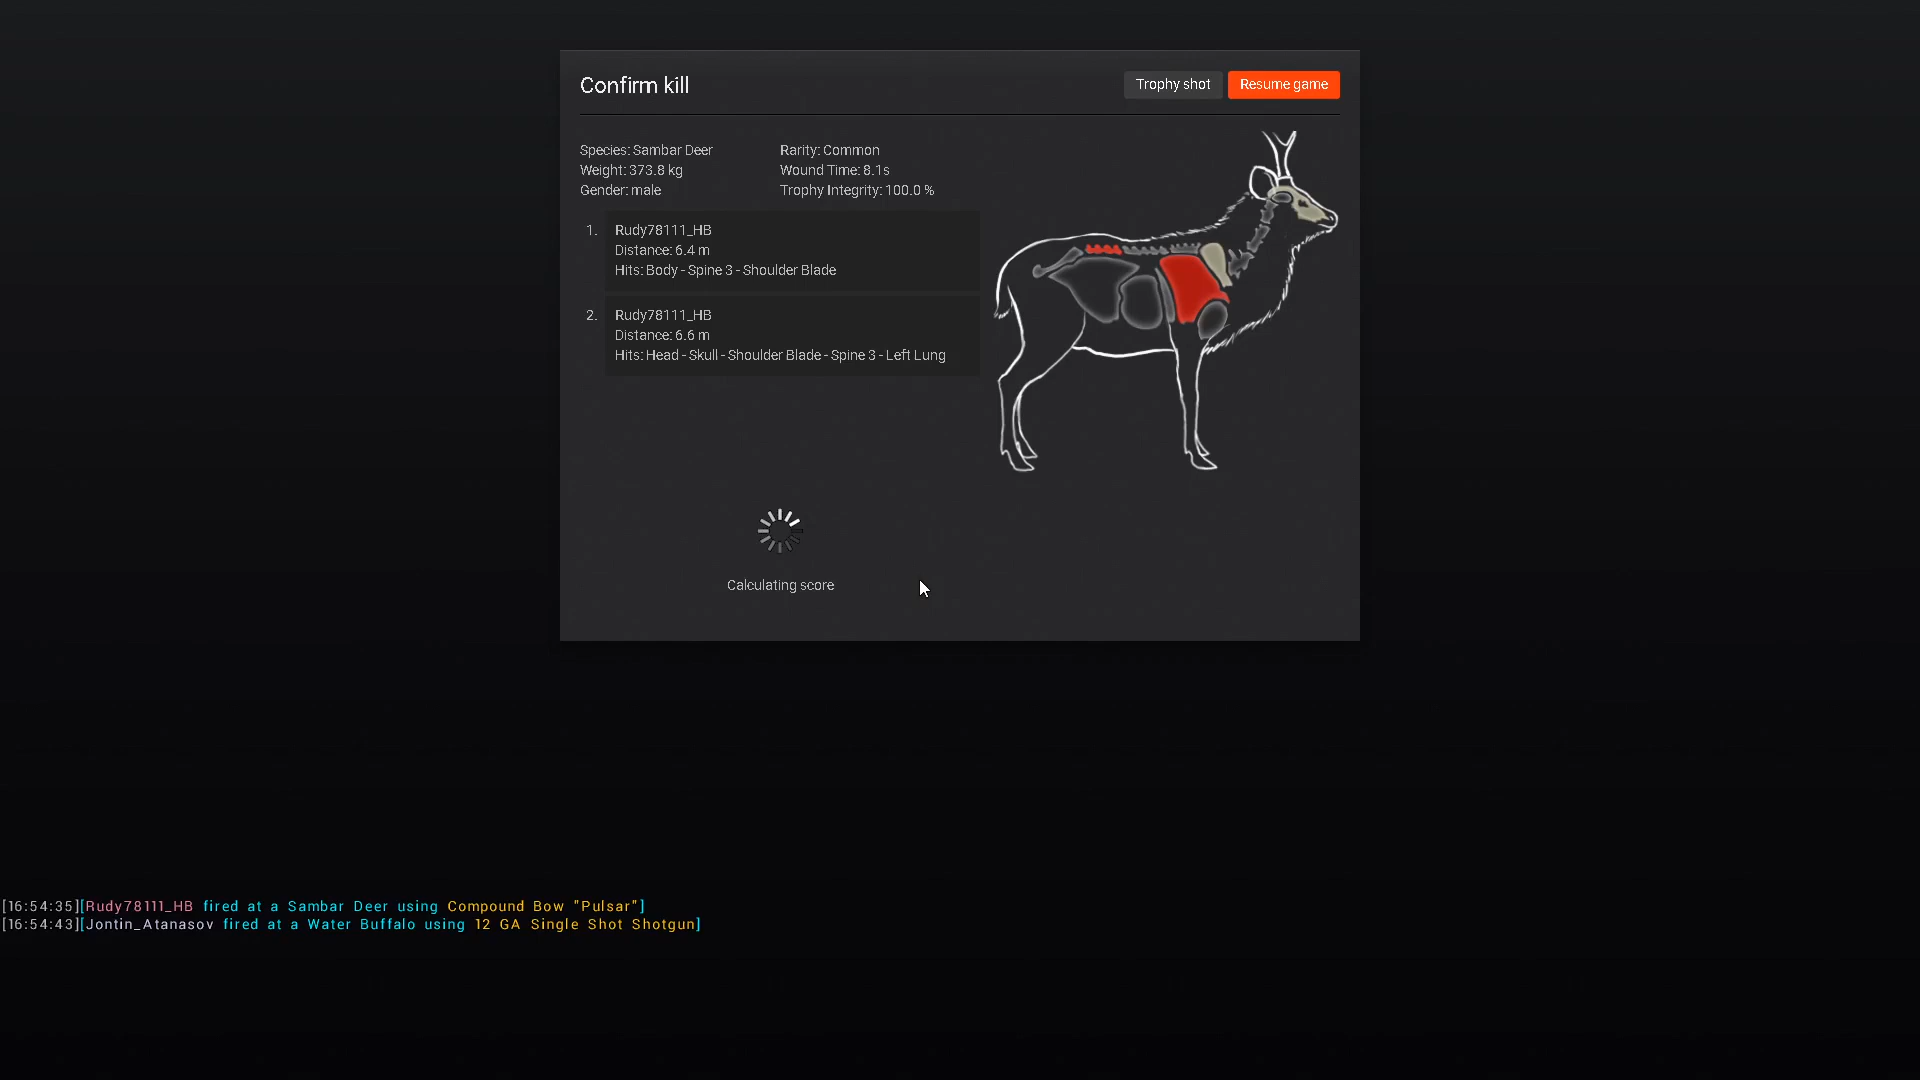 Confirm kill
Trophy shot
Resume game
Species: Sambar Deer
Weight: 373.8 kg
Gender: male
Rarity: Common
Wound Time: 8.1s
Trophy Integrity: 100.0 %
1.
Rudy78111_HB
Distance: 6.4 m
Hits: Body - Spine 3 - Shoulder Blade
2.
Rudy78111_HB
Distance: 6.6 m
Hits: Head - Skull - Shoulder Blade - Spine 3 - Left Lung
Calculating score
[16:54:35][Rudy78111_HB fired at a Sambar Deer using Compound Bow "Pulsar"]
[16:54:43][Jontin_Atanasov fired at a Water Buffalo using 12 GA Single Shot Shotgun]